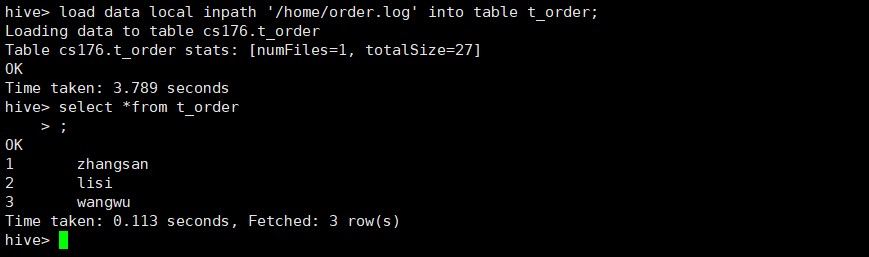 hive> load data local inpath '/home/order.log' into table t_order;
Loading data to table cs176.t_order
Table cs176.t_order stats: [numFiles=1, totalSize=27]
OK
Time taken: 3.789 seconds
hive> select *from t_order
    > ;
OK
1       zhangsan
2       lisi
3       wangwu
Time taken: 0.113 seconds, Fetched: 3 row(s)
hive>